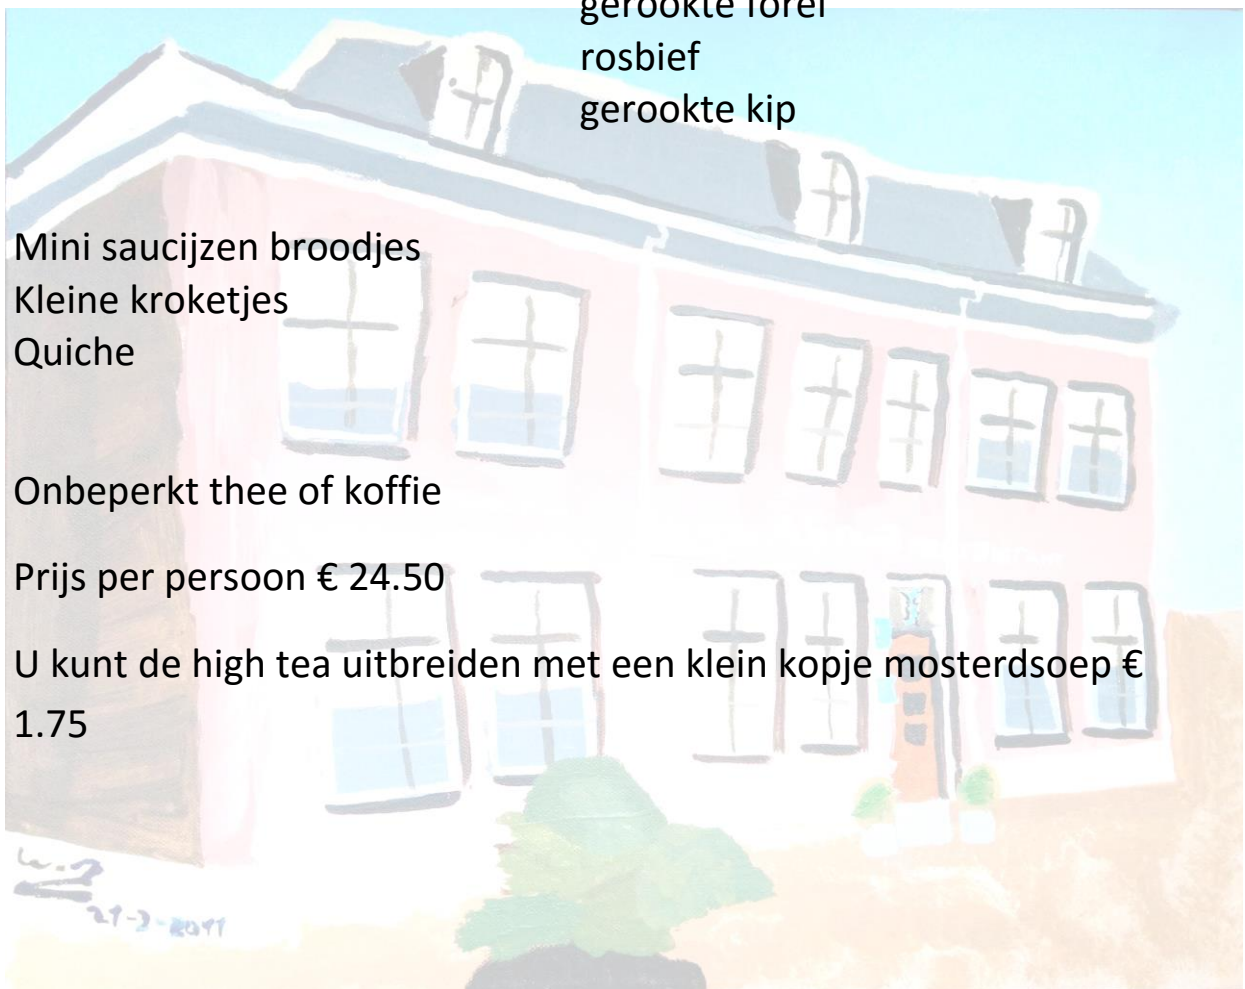 gerookte forel
rosbief
gerookte kip
Mini saucijzen broodjes
Kleine kroketjes
Quiche
Onbeperkt thee of koffie
Prijs per persoon € 24.50
U kunt de high tea uitbreiden met een klein kopje mosterdsoep €
1.75